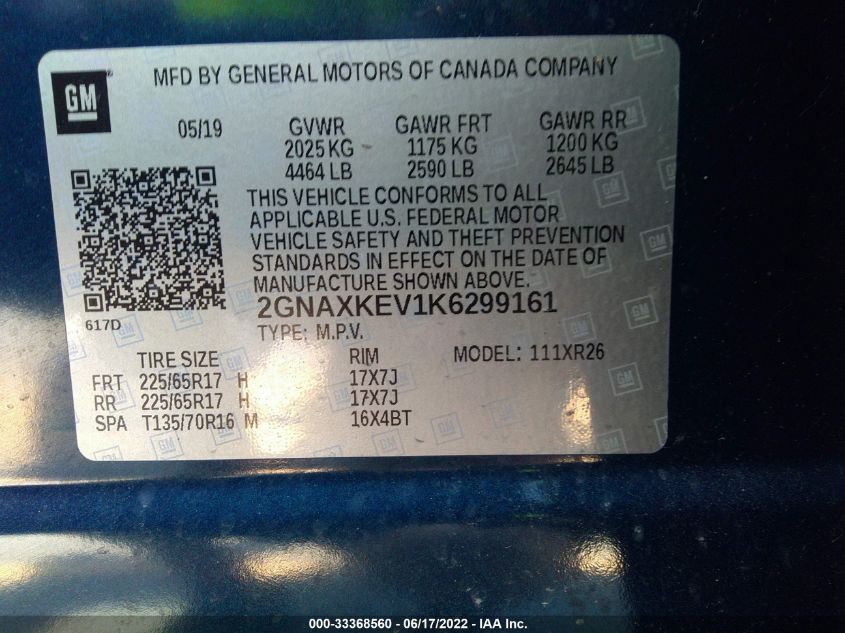 GM
MFD BY GENERAL MOTORS OF CANADA COMPANY
05/19 GVWR GAWR FRT GAWR RR
2025 KG 1175 KG 1200 KG
4464 LB 2590 LB 2645 LB
THIS VEHICLE CONFORMS TO ALL
APPLICABLE U.S. FEDERAL MOTOR
VEHICLE SAFETY AND THEFT PREVENTION
STANDARDS IN EFFECT ON THE DATE OF
MANUFACTURE SHOWN ABOVE.
2GNAXKEV1K6299161
617D
TYPE: M.P.V.
TIRE SIZE RIM MODEL: 111XR26
FRT 225/65R17 H 17X7J
RR 225/65R17 H 17X7J
SPA T135/70R16 M 16X4BT
000-33368560 - 06/17/2022 - IAA Inc.